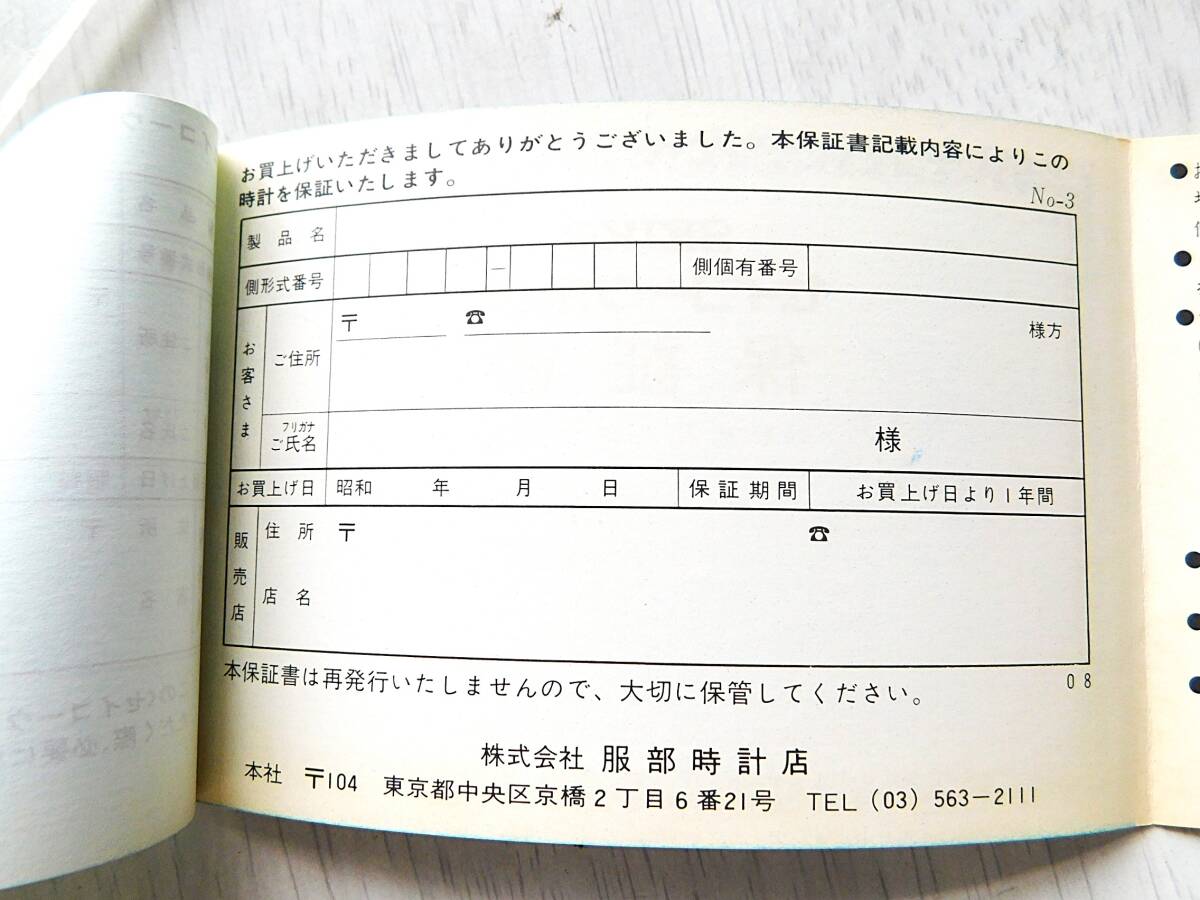 お買上げいただきましてありがとうございました。本保証書記載内容によりこの
時計を保証いたします。
No-3
製品名
側形式番号 － 側個有番号
お客さま
ご住所 〒 ☎ 様方
フリガナ
ご氏名 様
お買上げ日 昭和 年 月 日 保証期間 お買上げ日より1年間
販売店
住所 〒 ☎
店名
本保証書は再発行いたしませんので、大切に保管してください。
08
株式会社 服部時計店
本社 〒104 東京都中央区京橋2丁目6番21号 TEL (03) 563－2111